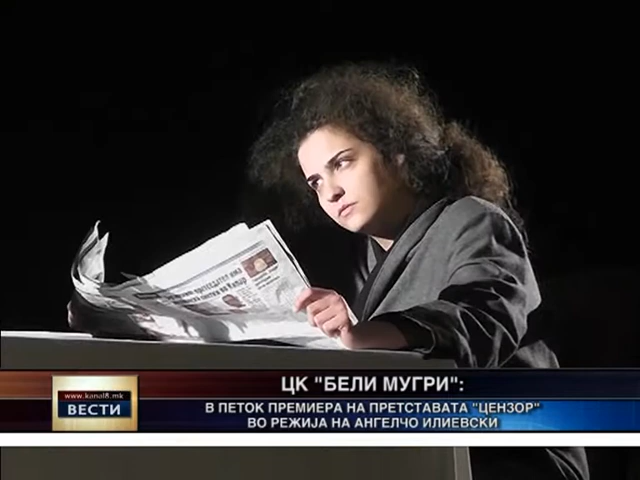 ЦК "БЕЛИ МУГРИ":
www.kanal8.mk
ВЕСТИ
В ПЕТОК ПРЕМИЕРА НА ПРЕТСТАВАТА "ЦЕНЗОР"
ВО РЕЖИЈА НА АНГЕЛЧО ИЛИЕВСКИ